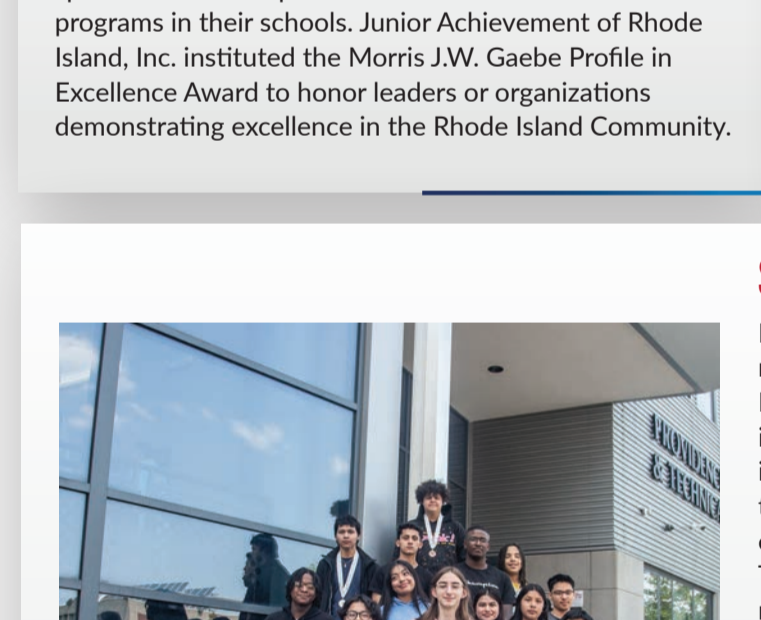 programs in their schools. Junior Achievement of Rhode
Island, Inc. instituted the Morris J.W. Gaebe Profile in
Excellence Award to honor leaders or organizations
demonstrating excellence in the Rhode Island Community.
& TECHNICA